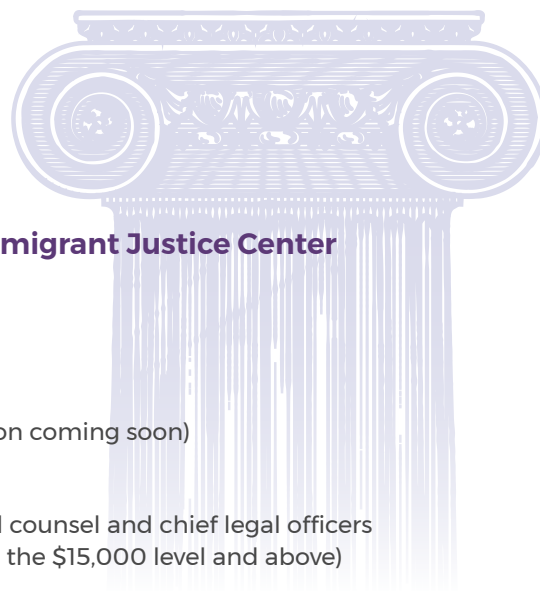 migrant Justice Center
on coming soon)
counsel and chief legal officers
the $15,000 level and above)